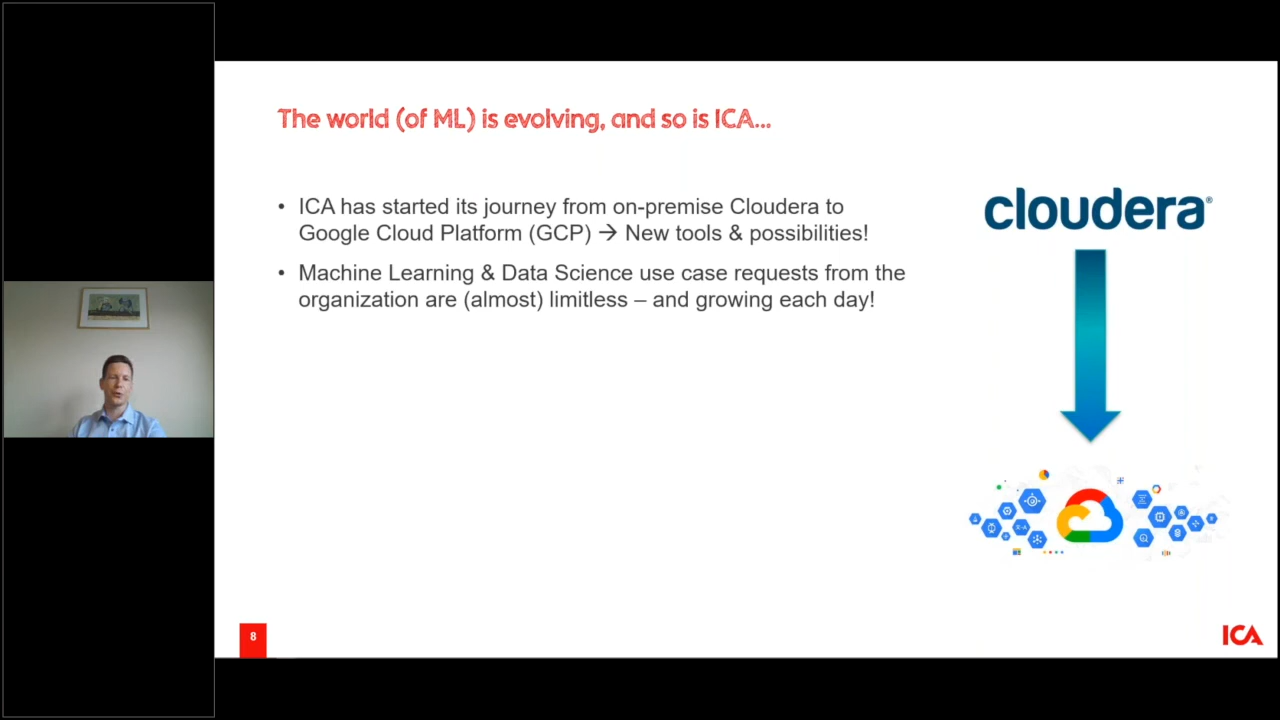 The world (of ML) is evolving, and so is ICA...
• ICA has started its journey from on-premise Cloudera to
Google Cloud Platform (GCP) → New tools & possibilities!
• Machine Learning & Data Science use case requests from the
organization are (almost) limitless – and growing each day!
cloudera®
8
ICA